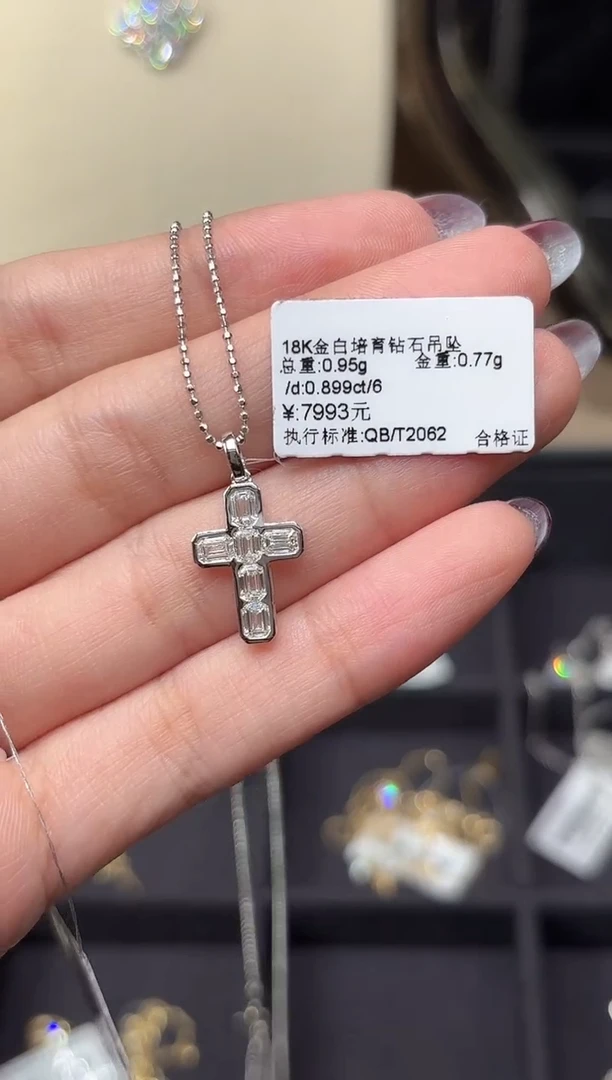 18K金白培育钻石吊坠
总重:0.95g 金重:0.77g
/d:0.899ct/6
¥:7993元
执行标准:QB/T2062 合格证